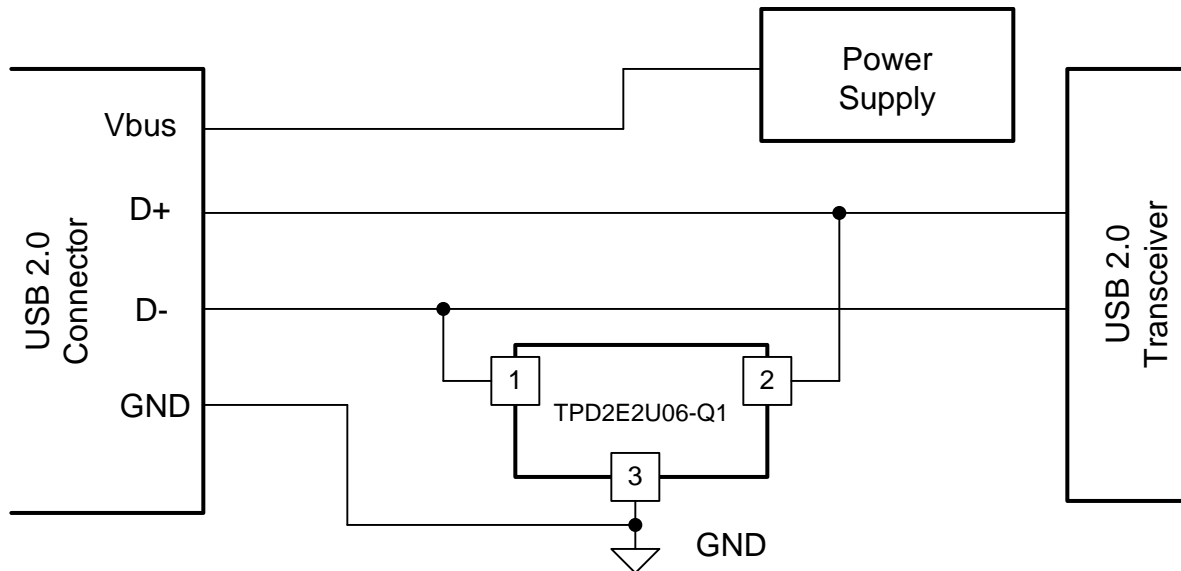 Power
Supply
Vbus
D+
USB 2.0
Connector
D-
USB 2.0
Transceiver
1
2
TPD2E2U06-Q1
GND
3
GND